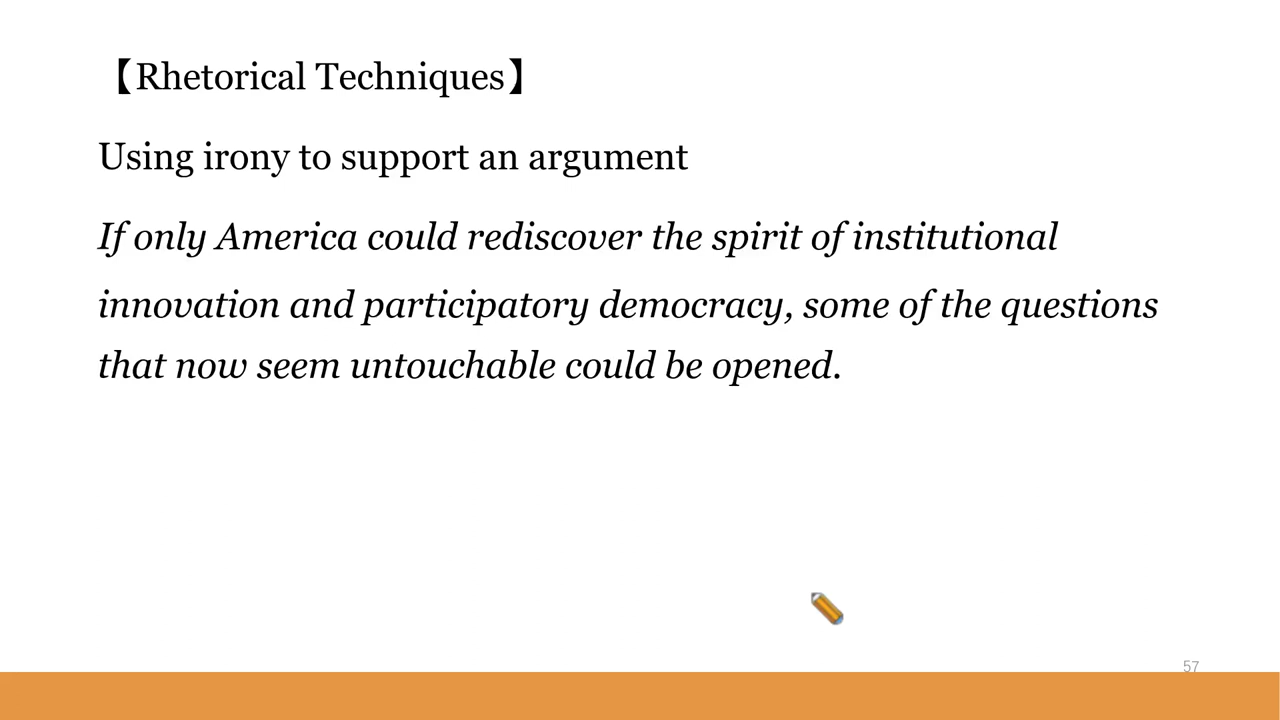 【Rhetorical Techniques】
Using irony to support an argument
If only America could rediscover the spirit of institutional
innovation and participatory democracy, some of the questions
that now seem untouchable could be opened.
57